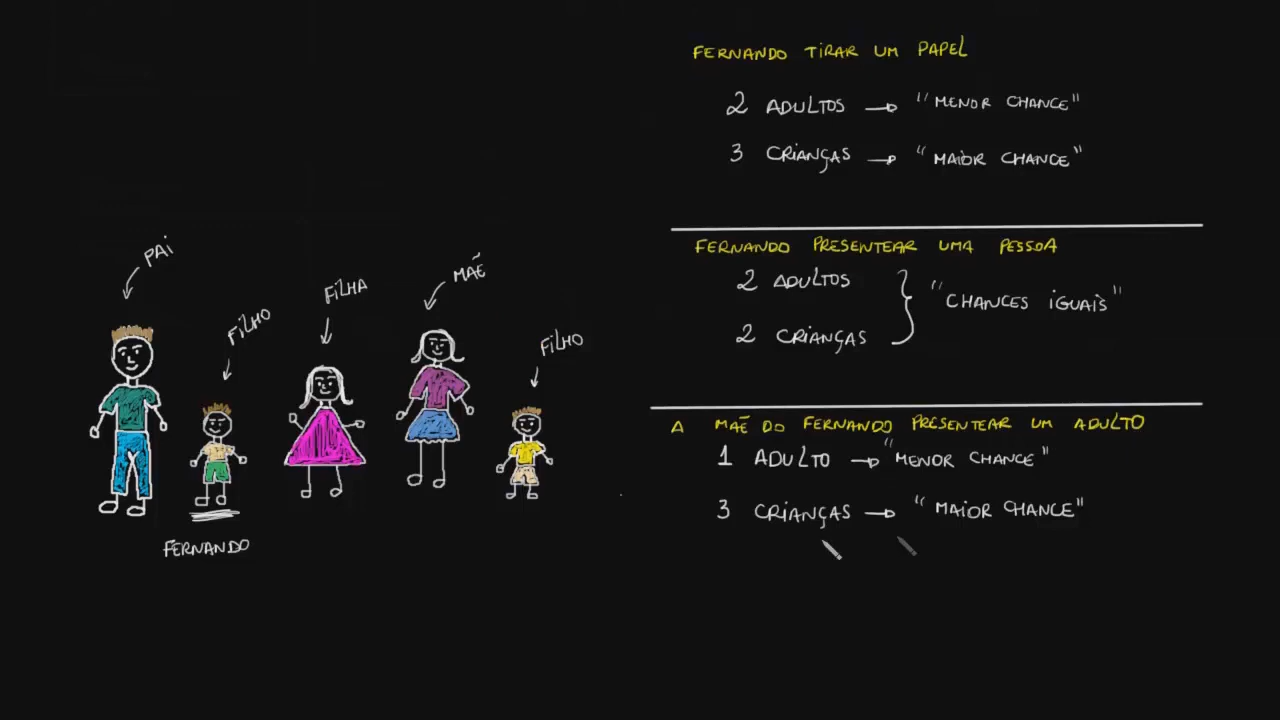 PAI
FILHO
FILHA
MÃE
FILHO
FERNANDO
FERNANDO TIRAR UM PAPEL
2 ADULTOS → "MENOR CHANCE"
3 CRIANÇAS → "MAIOR CHANCE"
FERNANDO PRESENTEAR UMA PESSOA
2 ADULTOS
2 CRIANÇAS
"CHANCES IGUAIS"
A MÃE DO FERNANDO PRESENTEAR UM ADULTO
1 ADULTO → "MENOR CHANCE"
3 CRIANÇAS → "MAIOR CHANCE"